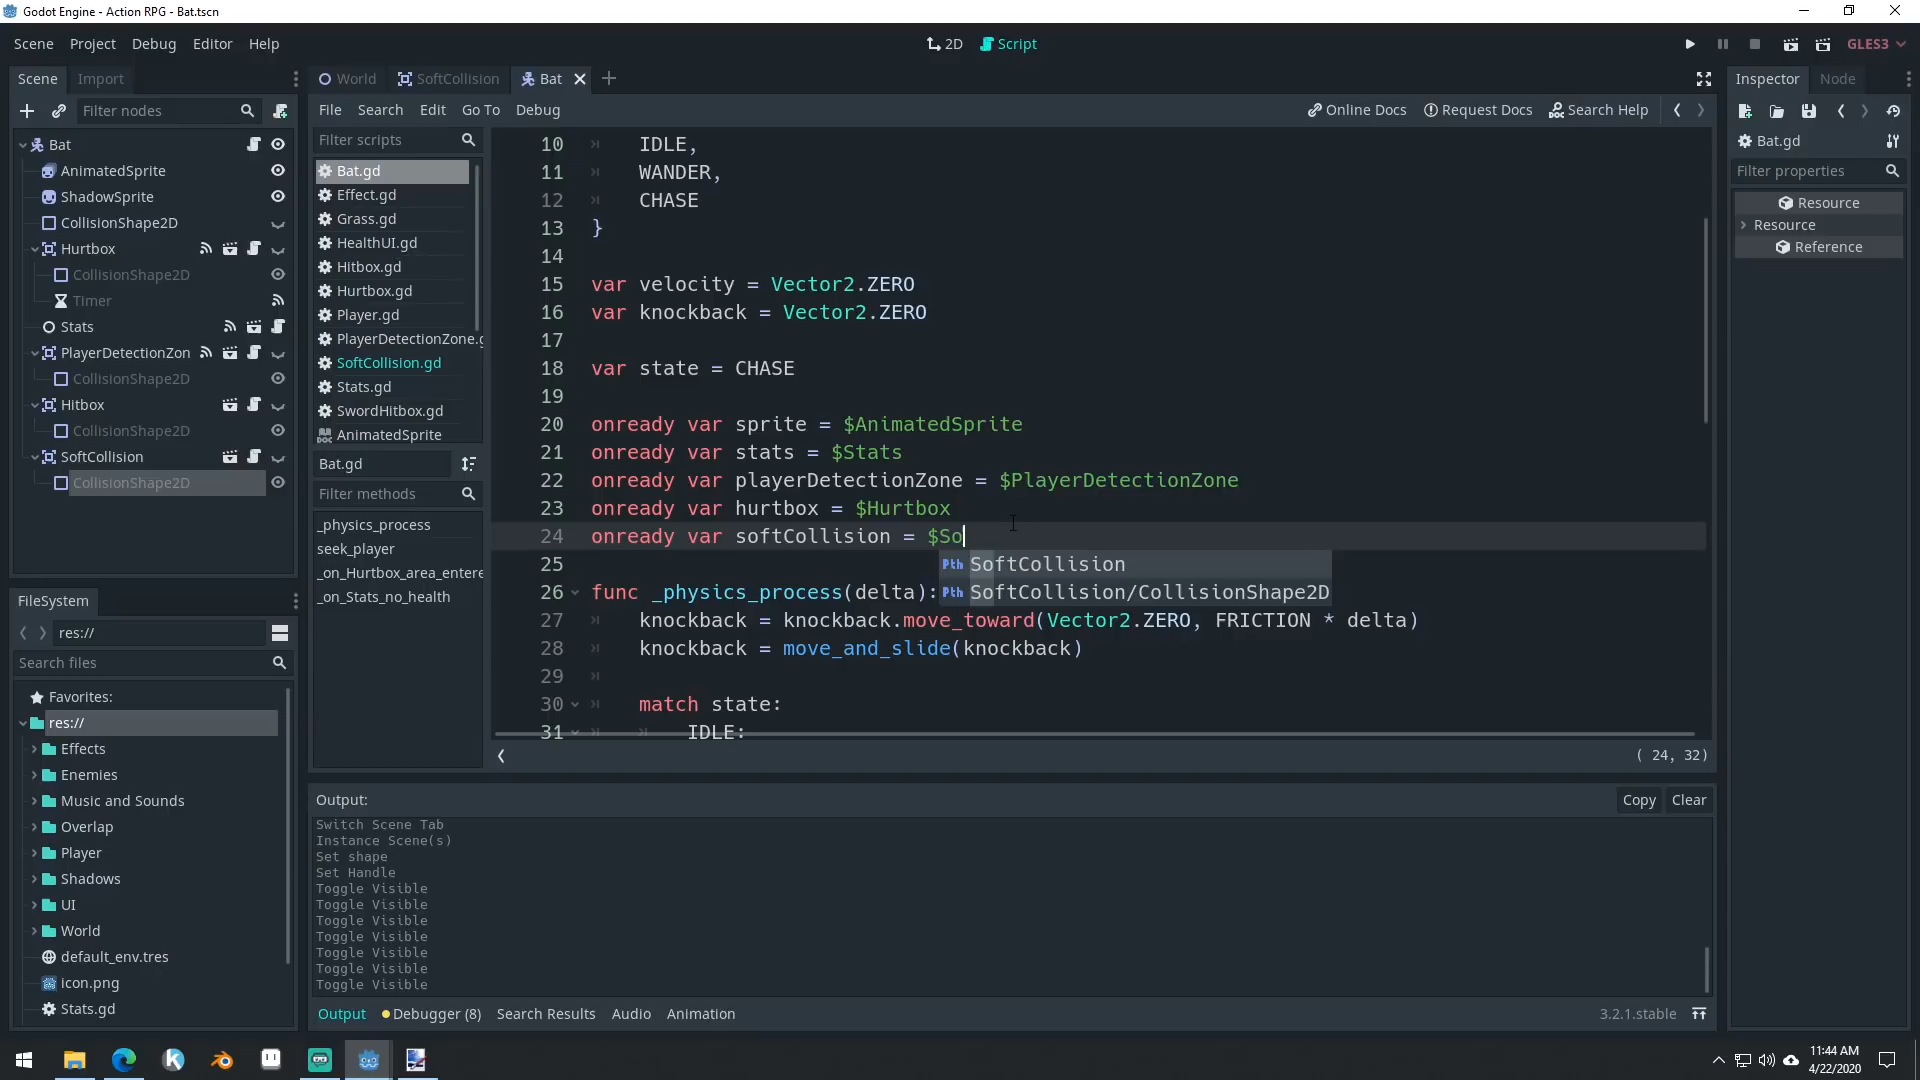 Godot Engine - Action RPG - Bat.tscn
Scene Project Debug Editor Help
2D Script
GLES3
Scene Import
World SoftCollision Bat
Inspector Node
Filter nodes
File Search Edit Go To Debug
Online Docs Request Docs Search Help
Bat
AnimatedSprite
ShadowSprite
CollisionShape2D
Hurtbox
CollisionShape2D
Timer
Stats
PlayerDetectionZon
CollisionShape2D
Hitbox
CollisionShape2D
SoftCollision
CollisionShape2D
FileSystem
res://
Search files
Favorites:
res://
Effects
Enemies
Music and Sounds
Overlap
Player
Shadows
UI
World
default_env.tres
icon.png
Stats.gd
Filter scripts
Bat.gd
Effect.gd
Grass.gd
HealthUI.gd
Hitbox.gd
Hurtbox.gd
Player.gd
PlayerDetectionZone.g
SoftCollision.gd
Stats.gd
SwordHitbox.gd
AnimatedSprite
Bat.gd
Filter methods
_physics_process
seek_player
_on_Hurtbox_area_entere
_on_Stats_no_health
10 IDLE,
11 WANDER,
12 CHASE
13 }
14
15 var velocity = Vector2.ZERO
16 var knockback = Vector2.ZERO
17
18 var state = CHASE
19
20 onready var sprite = $AnimatedSprite
21 onready var stats = $Stats
22 onready var playerDetectionZone = $PlayerDetectionZone
23 onready var hurtbox = $Hurtbox
24 onready var softCollision = $So
25
Pth SoftCollision
Pth SoftCollision/CollisionShape2D
26 func _physics_process(delta):
27 knockback = knockback.move_toward(Vector2.ZERO, FRICTION * delta)
28 knockback = move_and_slide(knockback)
29
30 match state:
31 IDLE:
( 24, 32)
Output:
Copy Clear
Switch Scene Tab
Instance Scene(s)
Set shape
Set Handle
Toggle Visible
Toggle Visible
Toggle Visible
Toggle Visible
Toggle Visible
Toggle Visible
Toggle Visible
Output Debugger (8) Search Results Audio Animation
3.2.1.stable
Bat.gd
Filter properties
Resource
Resource
Reference
11:44 AM
4/22/2020